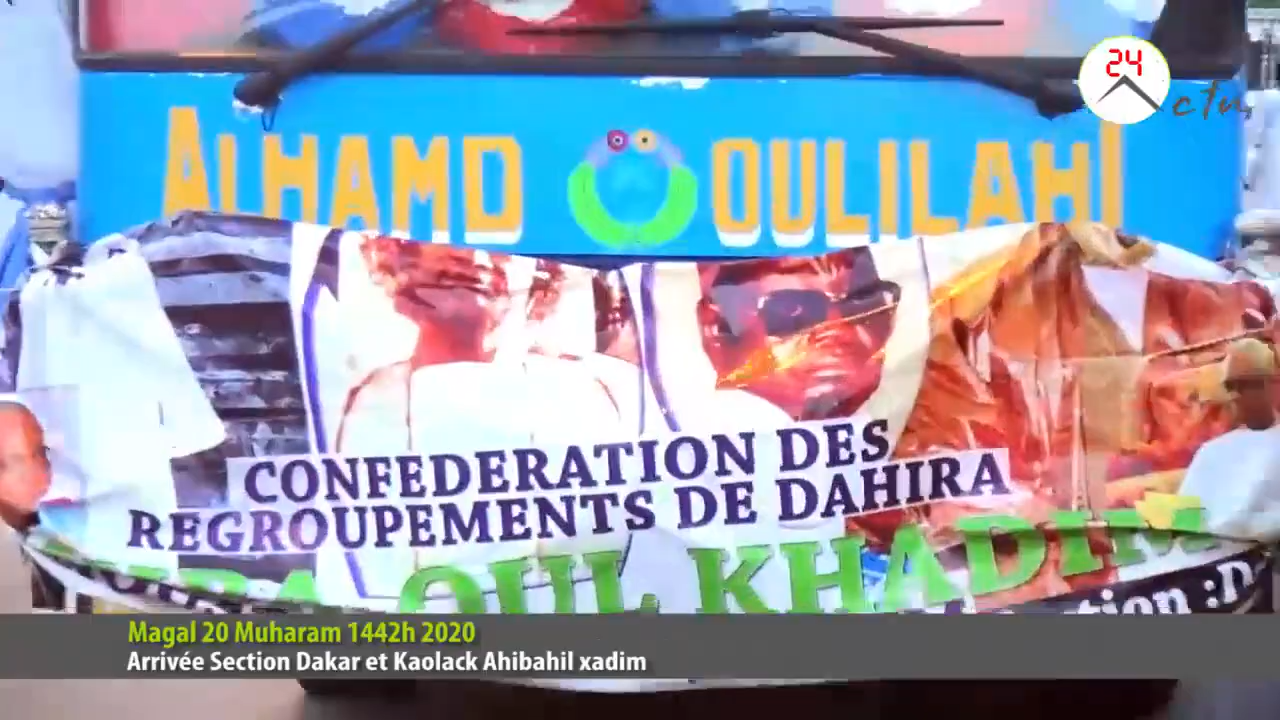 24
ctu
ALHAMD OULILAHI
CONFEDERATION DES
REGROUPEMENTS DE DAHIRA
OUL KHADIM
Magal 20 Muharam 1442h 2020
Arrivée Section Dakar et Kaolack Ahibahil xadim